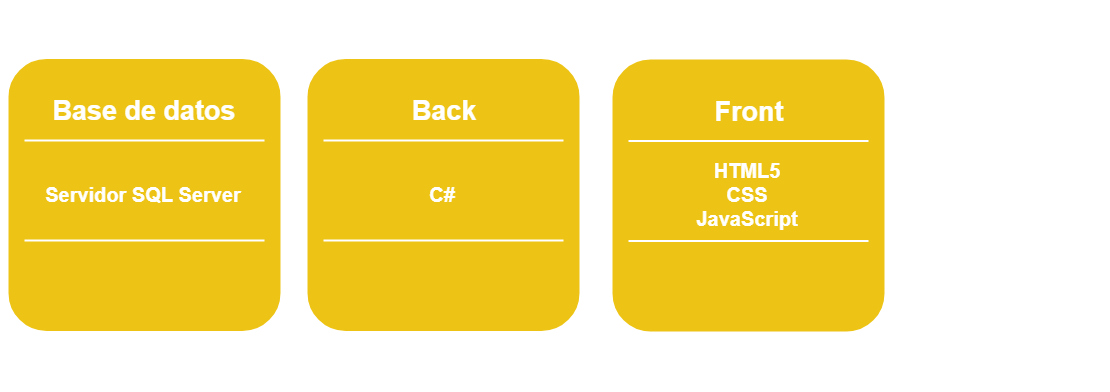 Base de datos
Servidor SQL Server
Back
C#
Front
HTML5
CSS
JavaScript